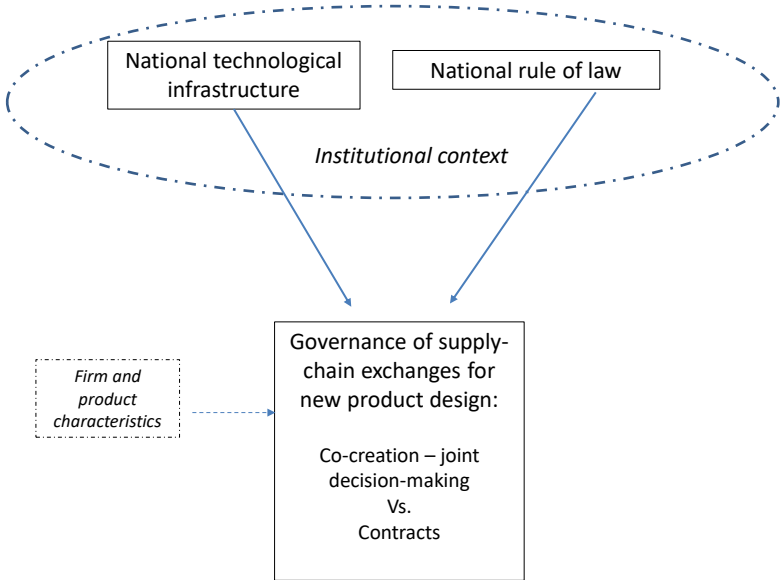 National technological
infrastructure
National rule of law
Institutional context
Governance of supply-
chain exchanges for
new product design:
Firm and
product
characteristics
Co-creation – joint
decision-making
Vs.
Contracts